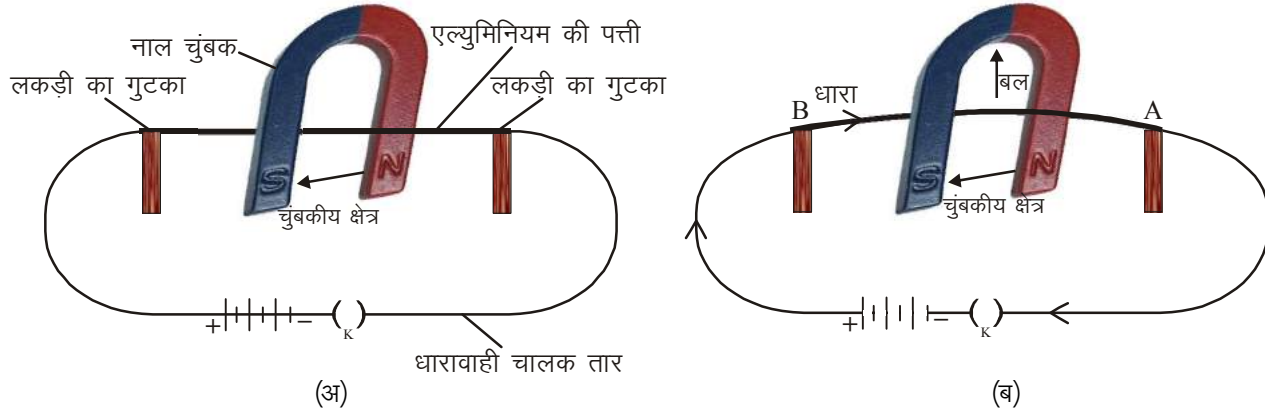 नाल चुंबक
एल्युमिनियम की पत्ती
लकड़ी का गुटका
लकड़ी का गुटका
S
N
चुंबकीय क्षेत्र
+
−
( )
K
धारावाही चालक तार
(अ)
बल
धारा
B
A
S
N
चुंबकीय क्षेत्र
+
−
( )
K
(ब)